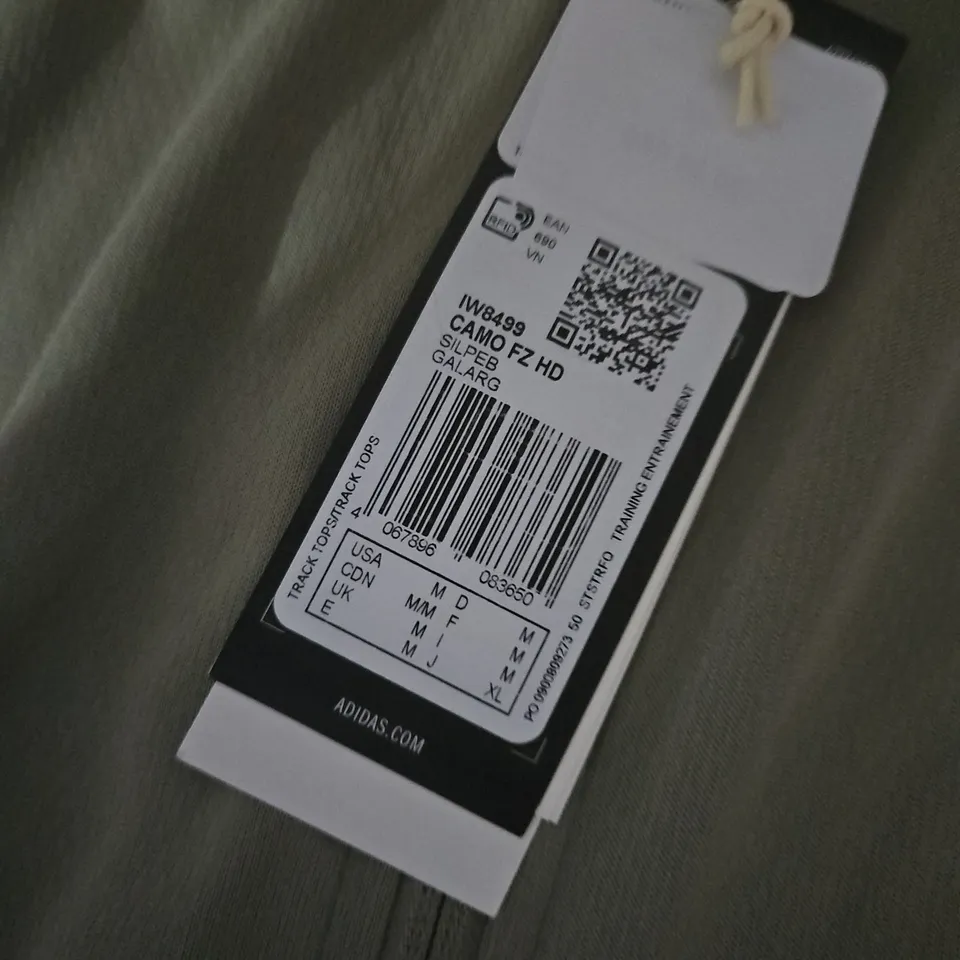 RFID
EAN
690
VN
IW8499
CAMO FZ HD
SILPEB
GALARG
TRACK TOPS/TRACK TOPS
4 067896 083650
USA M D M
CDN M/M F M
UK M I M
E M J XL
PO 0900809273 50 STSTRFO TRAINING ENTRAINEMENT
ADIDAS.COM